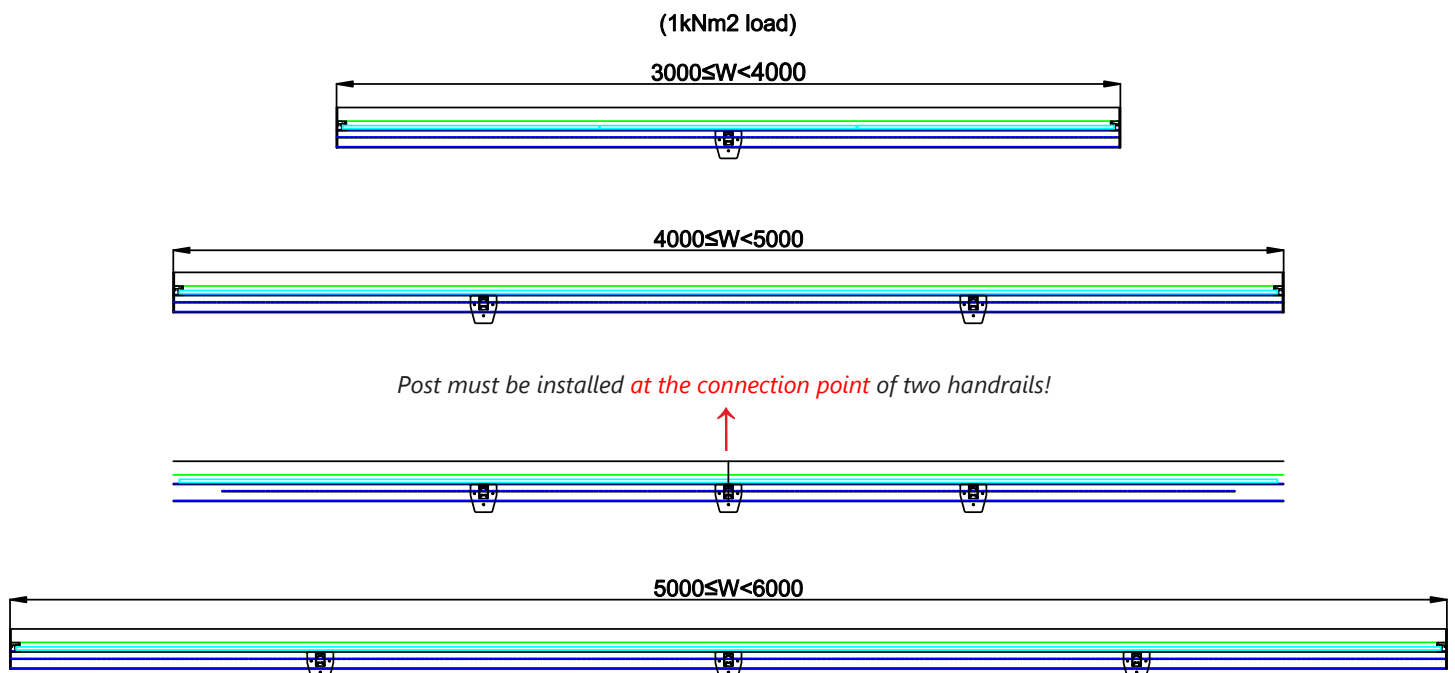 (1kNm2 load)
3000≤W<4000
4000≤W<5000
Post must be installed at the connection point of two handrails!
5000≤W<6000